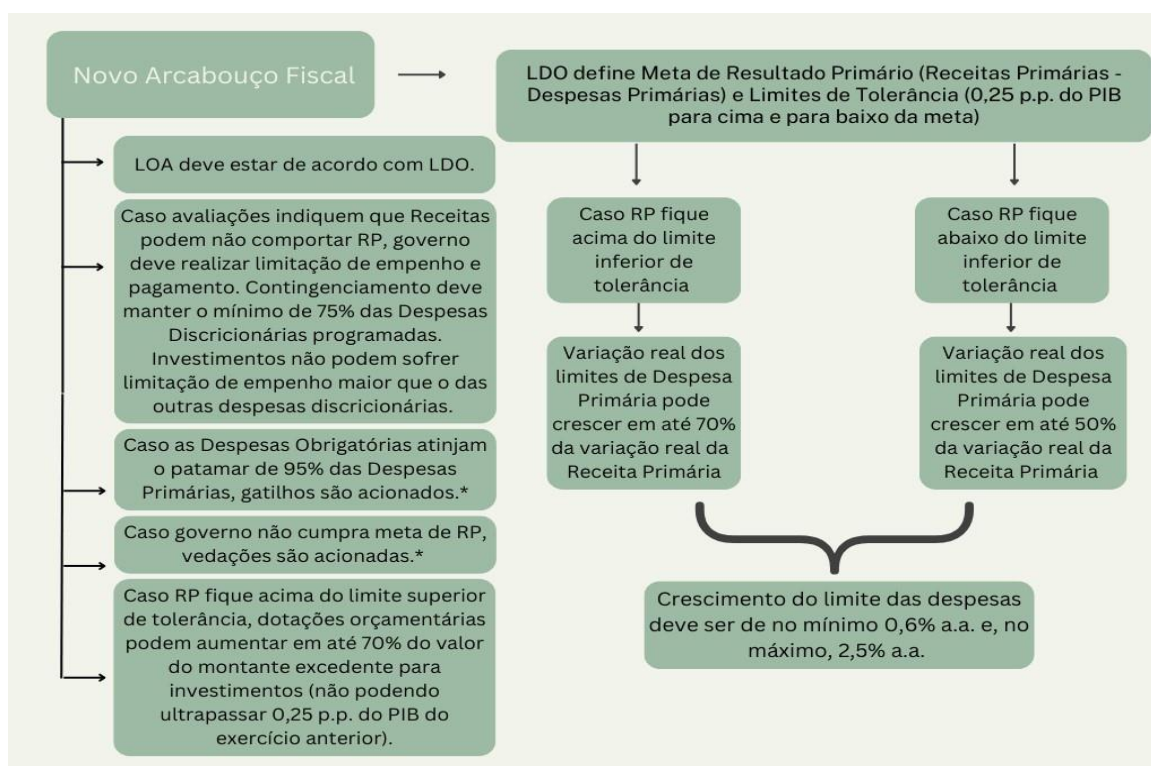 Novo Arcabouço Fiscal
LDO define Meta de Resultado Primário (Receitas Primárias -
Despesas Primárias) e Limites de Tolerância (0,25 p.p. do PIB
para cima e para baixo da meta)
LOA deve estar de acordo com LDO.
Caso avaliações indiquem que Receitas
podem não comportar RP, governo
deve realizar limitação de empenho e
pagamento. Contingenciamento deve
manter o mínimo de 75% das Despesas
Discricionárias programadas.
Investimentos não podem sofrer
limitação de empenho maior que o das
outras despesas discricionárias.
Caso as Despesas Obrigatórias atinjam
o patamar de 95% das Despesas
Primárias, gatilhos são acionados.*
Caso governo não cumpra meta de RP,
vedações são acionadas.*
Caso RP fique acima do limite superior
de tolerância, dotações orçamentárias
podem aumentar em até 70% do valor
do montante excedente para
investimentos (não podendo
ultrapassar 0,25 p.p. do PIB do
exercício anterior).
Caso RP fique
acima do limite
inferior de
tolerância
Variação real dos
limites de Despesa
Primária pode
crescer em até 70%
da variação real da
Receita Primária
Caso RP fique
abaixo do limite
inferior de
tolerância
Variação real dos
limites de Despesa
Primária pode
crescer em até 50%
da variação real da
Receita Primária
Crescimento do limite das despesas
deve ser de no mínimo 0,6% a.a. e, no
máximo, 2,5% a.a.